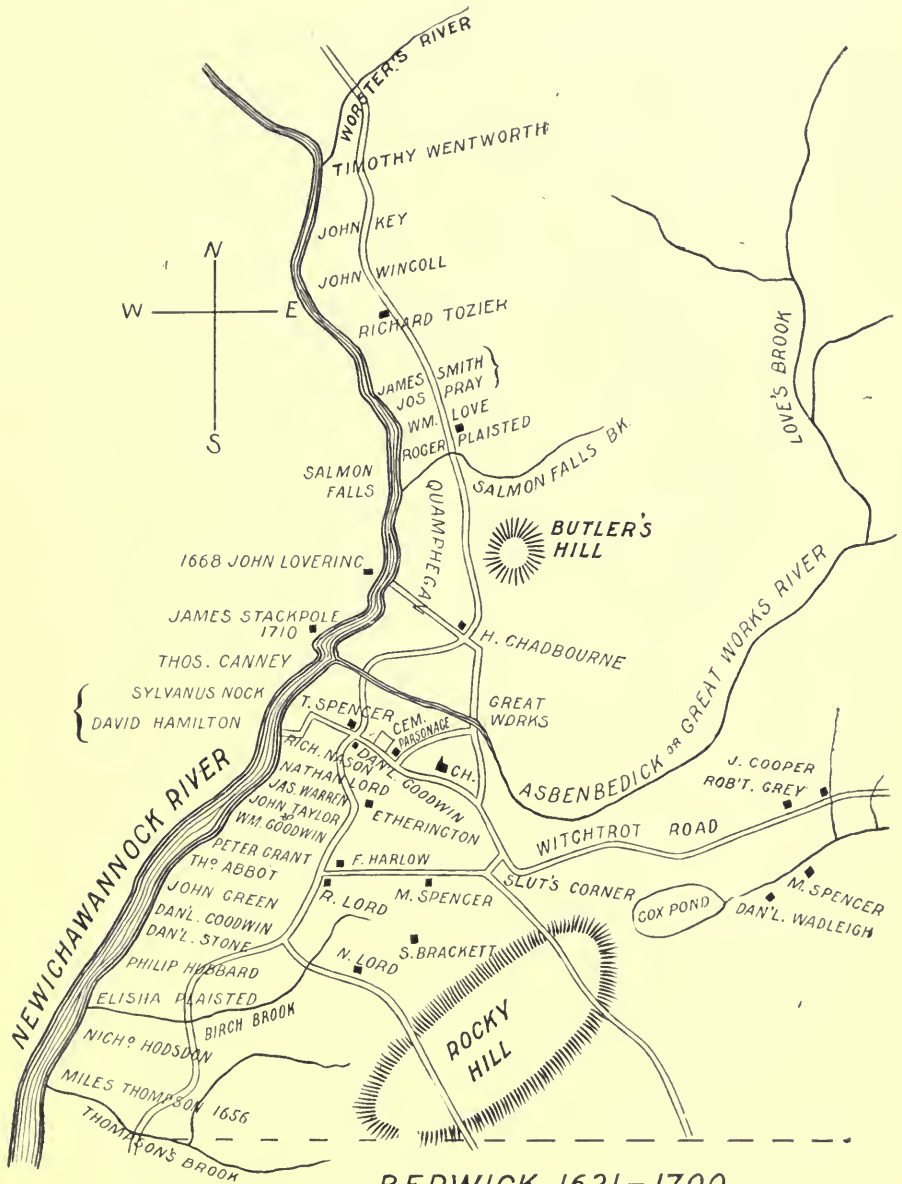 WORSTER'S RIVER
TIMOTHY WENTWORTH
JOHN KEY
N
W E
S
JOHN WINCOLL
RICHARD TOZIER
JAMES SMITH
JOS PRAY
WM. LOVE
ROGER PLAISTED
LOVE'S BROOK
SALMON
FALLS
SALMON FALLS BK.
QUAMPHEGAN
BUTLER'S
HILL
1668 JOHN LOVERING
JAMES STACKPOLE
1710
H. CHADBOURNE
THOS. CANNEY
SYLVANUS NOCK
DAVID HAMILTON
GREAT
WORKS
ASBENBEDICK OR GREAT WORKS RIVER
T. SPENCER
CEM.
PARSONAGE
CH.
RICH. NASON
DAN'L. GOODWIN
NATHAN LORD
JAS. WARREN
JOHN TAYLOR
WM. GOODWIN
ETHERINGTON
J. COOPER
ROB'T. GREY
NEWICHAWANNOCK RIVER
PETER GRANT
THO. ABBOT
F. HARLOW
WITCHTROT ROAD
SLUT'S CORNER
JOHN GREEN
R. LORD
M. SPENCER
COX POND
M. SPENCER
DAN'L. WADLEIGH
DAN'L. GOODWIN
DAN'L. STONE
S. BRACKETT
N. LORD
PHILIP HUBBARD
ELISHA PLAISTED
BIRCH BROOK
ROCKY
HILL
NICHO HODSDON
MILES THOMPSON 1656
THOMPSON'S BROOK
BERWICK 1631-1700